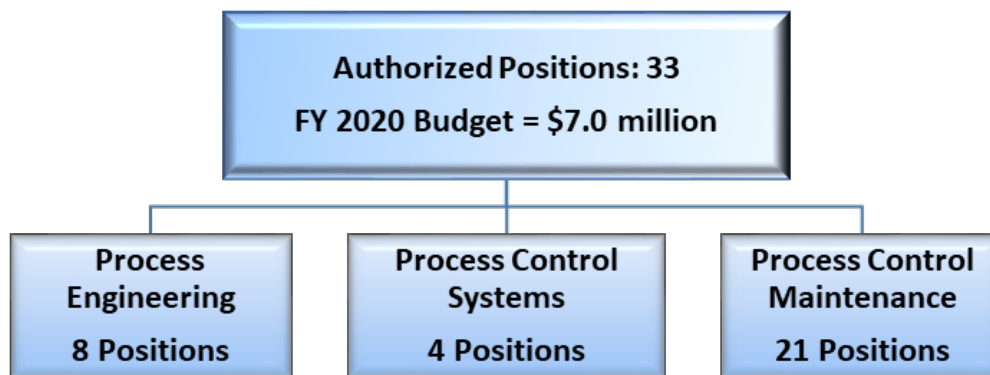 Authorized Positions: 33
FY 2020 Budget = $7.0 million
Process
Engineering
8 Positions
Process Control
Systems
4 Positions
Process Control
Maintenance
21 Positions